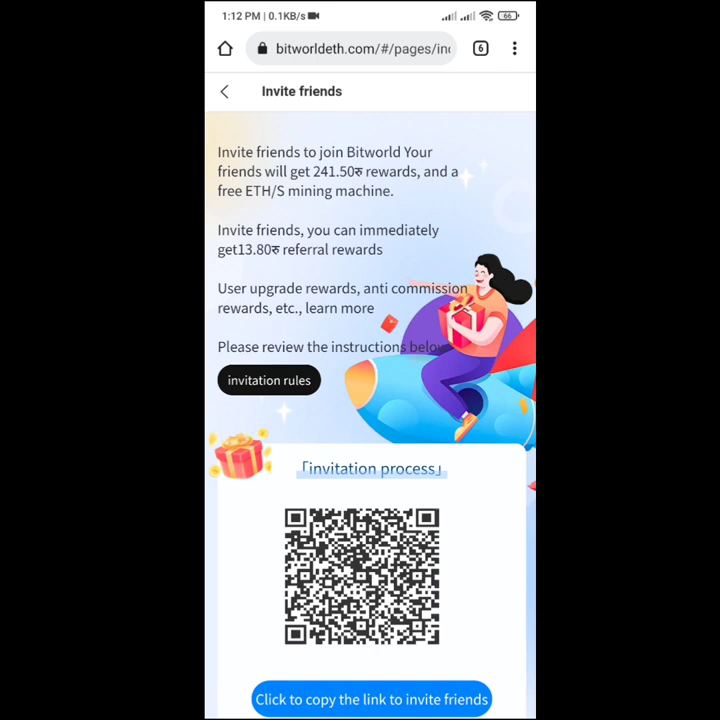 1:12 PM | 0.1KB/s
66
bitworldeth.com/#/pages/in
6
Invite friends
Invite friends to join Bitworld Your
friends will get 241.50रु rewards, and a
free ETH/S mining machine.
Invite friends, you can immediately
get13.80रु referral rewards
User upgrade rewards, anti commission
rewards, etc., learn more
Please review the instructions below
invitation rules
「invitation process」
Click to copy the link to invite friends